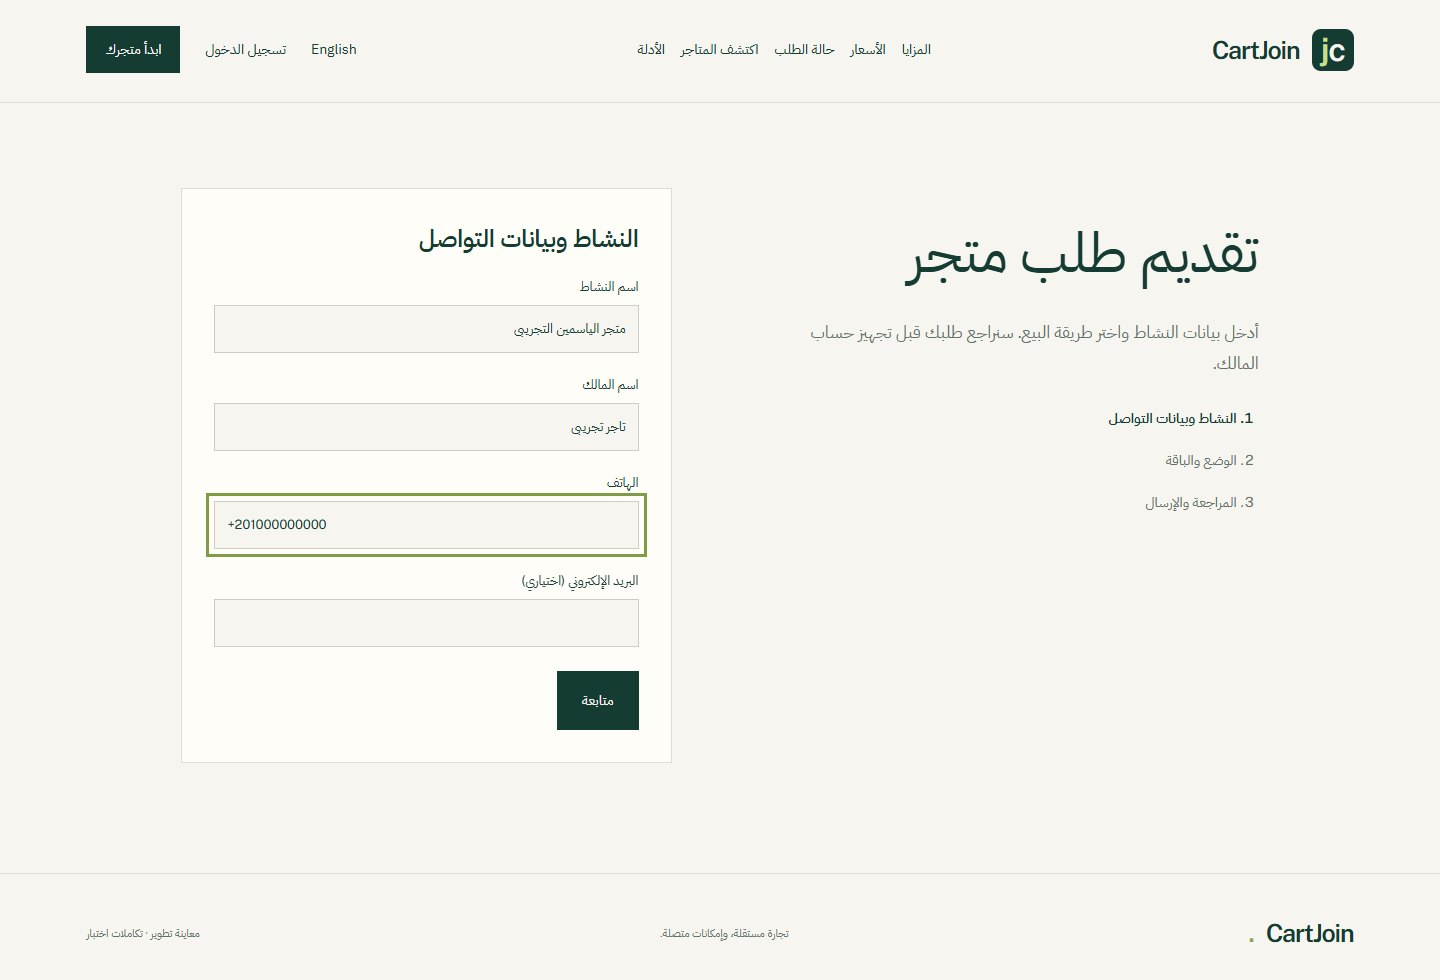 jc CartJoin
المزايا الأسعار حالة الطلب اكتشف المتاجر الأدلة
English تسجيل الدخول ابدأ متجرك
تقديم طلب متجر
أدخل بيانات النشاط واختر طريقة البيع. سنراجع طلبك قبل تجهيز حساب
المالك.
1. النشاط وبيانات التواصل
2. الوضع والباقة
3. المراجعة والإرسال
النشاط وبيانات التواصل
اسم النشاط
متجر الياسمين التجريبي
اسم المالك
تاجر تجريبي
الهاتف
+201000000000
البريد الإلكتروني (اختياري)
متابعة
CartJoin .
تجارة مستقلة، وإمكانات متصلة.
معاينة تطوير · تكاملات اختبار